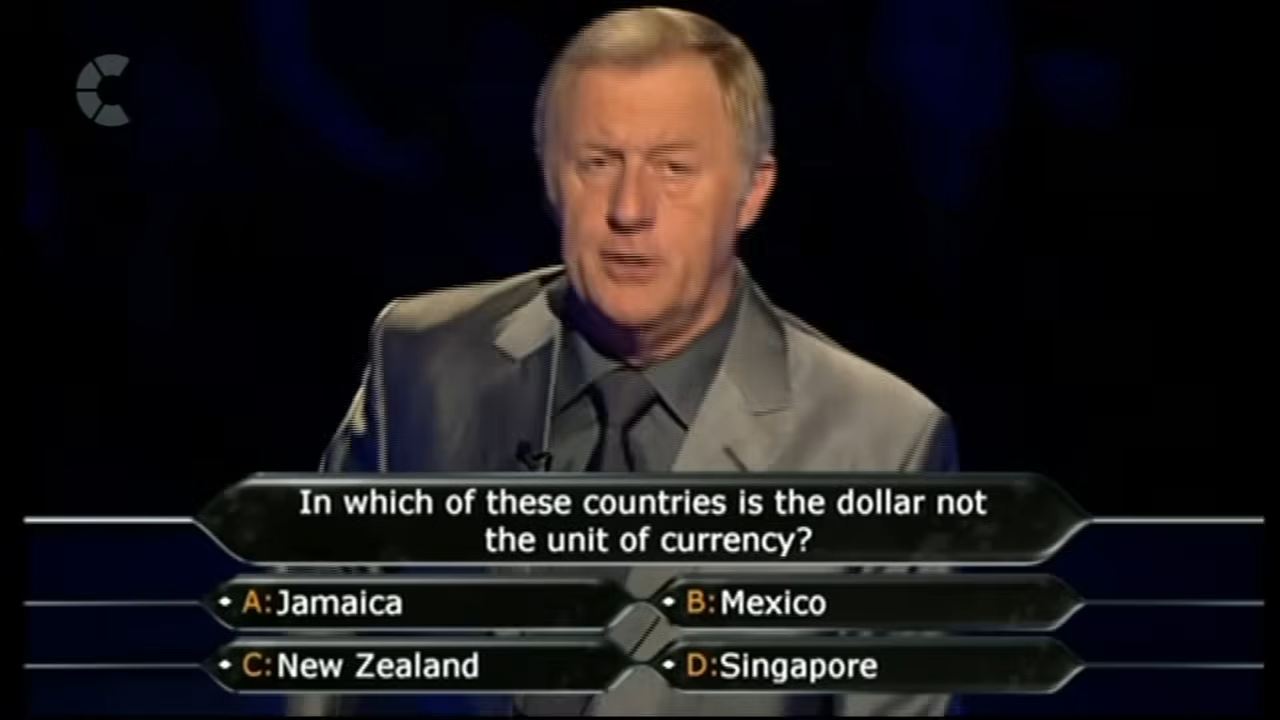 In which of these countries is the dollar not
the unit of currency?
A: Jamaica
B: Mexico
C: New Zealand
D: Singapore